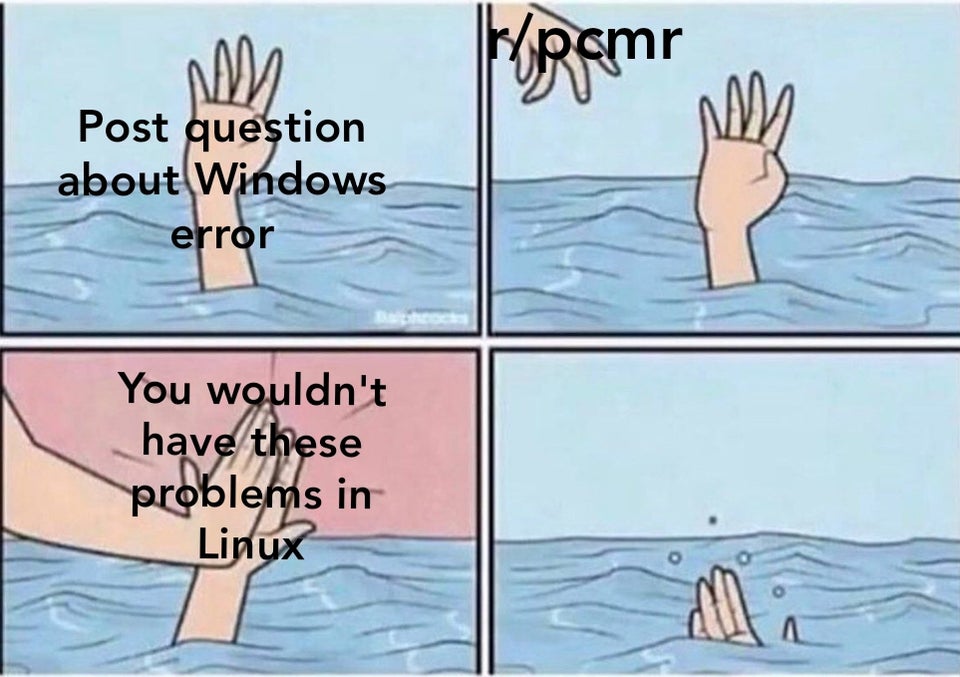 Post question
about Windows
error
r/pcmr
You wouldn't
have these
problems in
Linux